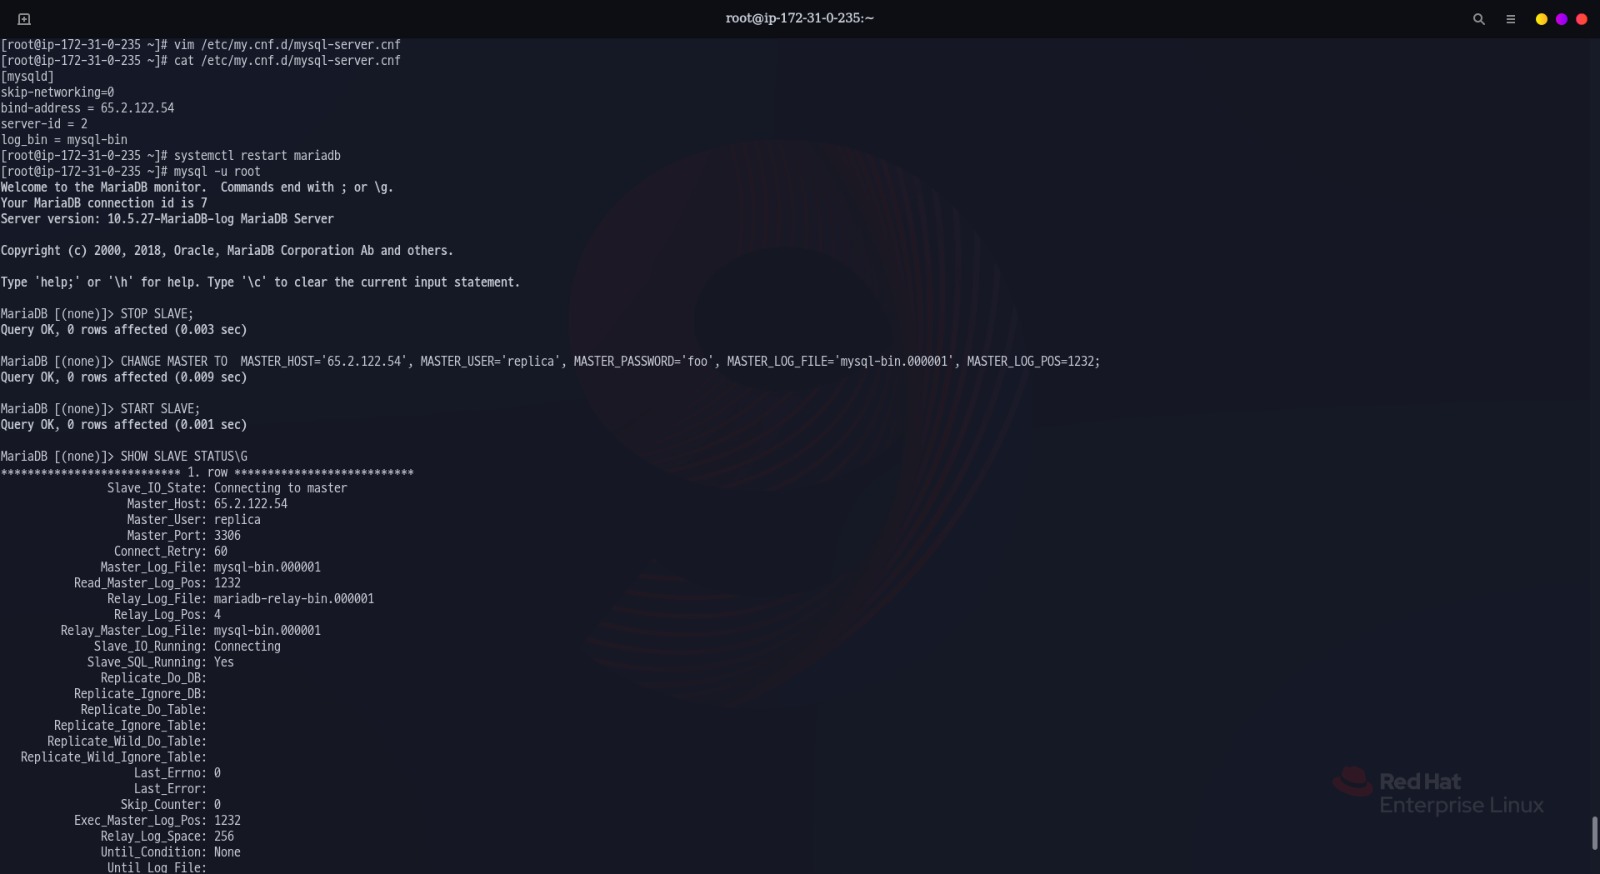 root@ip-172-31-0-235:~
[root@ip-172-31-0-235 ~]# vim /etc/my.cnf.d/mysql-server.cnf
[root@ip-172-31-0-235 ~]# cat /etc/my.cnf.d/mysql-server.cnf
[mysqld]
skip-networking=0
bind-address = 65.2.122.54
server-id = 2
log_bin = mysql-bin
[root@ip-172-31-0-235 ~]# systemctl restart mariadb
[root@ip-172-31-0-235 ~]# mysql -u root
Welcome to the MariaDB monitor.  Commands end with ; or \g.
Your MariaDB connection id is 7
Server version: 10.5.27-MariaDB-log MariaDB Server
Copyright (c) 2000, 2018, Oracle, MariaDB Corporation Ab and others.
Type 'help;' or '\h' for help. Type '\c' to clear the current input statement.
MariaDB [(none)]> STOP SLAVE;
Query OK, 0 rows affected (0.003 sec)
MariaDB [(none)]> CHANGE MASTER TO  MASTER_HOST='65.2.122.54', MASTER_USER='replica', MASTER_PASSWORD='foo', MASTER_LOG_FILE='mysql-bin.000001', MASTER_LOG_POS=1232;
Query OK, 0 rows affected (0.009 sec)
MariaDB [(none)]> START SLAVE;
Query OK, 0 rows affected (0.001 sec)
MariaDB [(none)]> SHOW SLAVE STATUS\G
*************************** 1. row ***************************
Slave_IO_State: Connecting to master
Master_Host: 65.2.122.54
Master_User: replica
Master_Port: 3306
Connect_Retry: 60
Master_Log_File: mysql-bin.000001
Read_Master_Log_Pos: 1232
Relay_Log_File: mariadb-relay-bin.000001
Relay_Log_Pos: 4
Relay_Master_Log_File: mysql-bin.000001
Slave_IO_Running: Connecting
Slave_SQL_Running: Yes
Replicate_Do_DB:
Replicate_Ignore_DB:
Replicate_Do_Table:
Replicate_Ignore_Table:
Replicate_Wild_Do_Table:
Replicate_Wild_Ignore_Table:
Last_Errno: 0
Last_Error:
Skip_Counter: 0
Exec_Master_Log_Pos: 1232
Relay_Log_Space: 256
Until_Condition: None
Until_Log_File:
Red Hat
Enterprise Linux